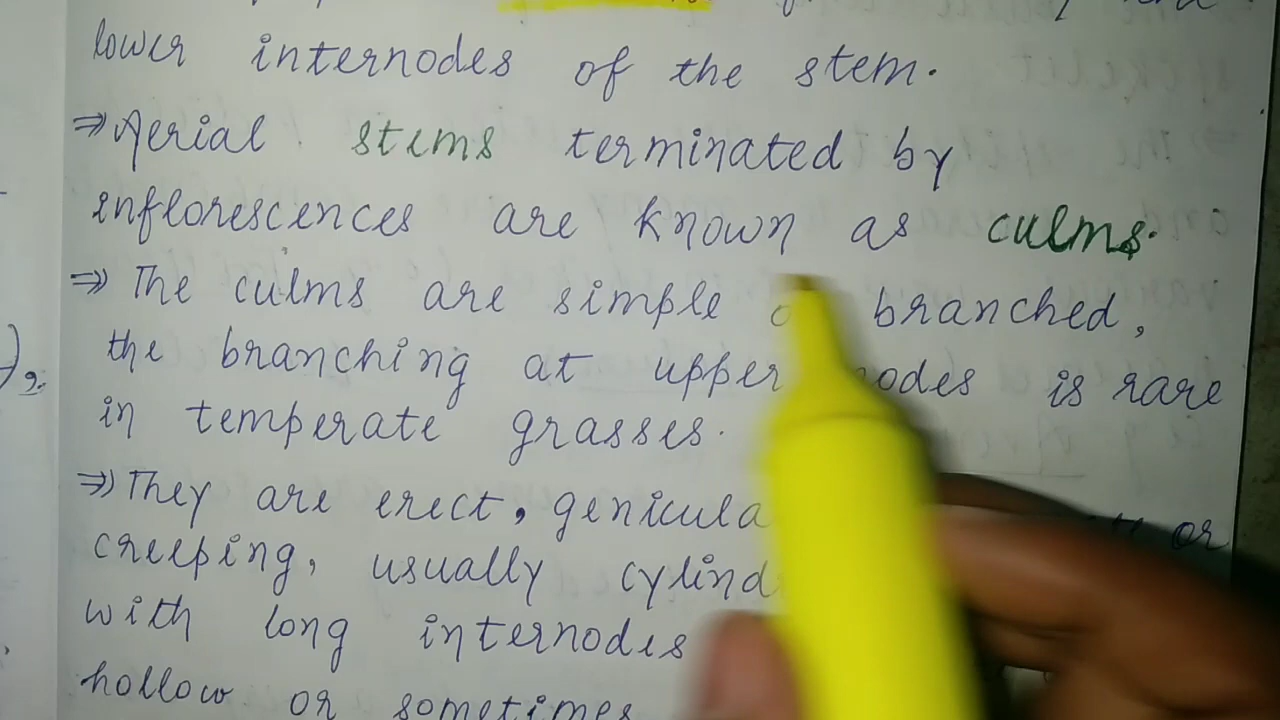 lower internodes of the stem.
⇒ Aerial stems terminated by
inflorescences are known as culms.
⇒ The culms are simple branched,
the branching at upper nodes is rare
in temperate grasses.
⇒ They are erect, genicula or
creeping, usually cylind
with long internodes
hollow or sometimes